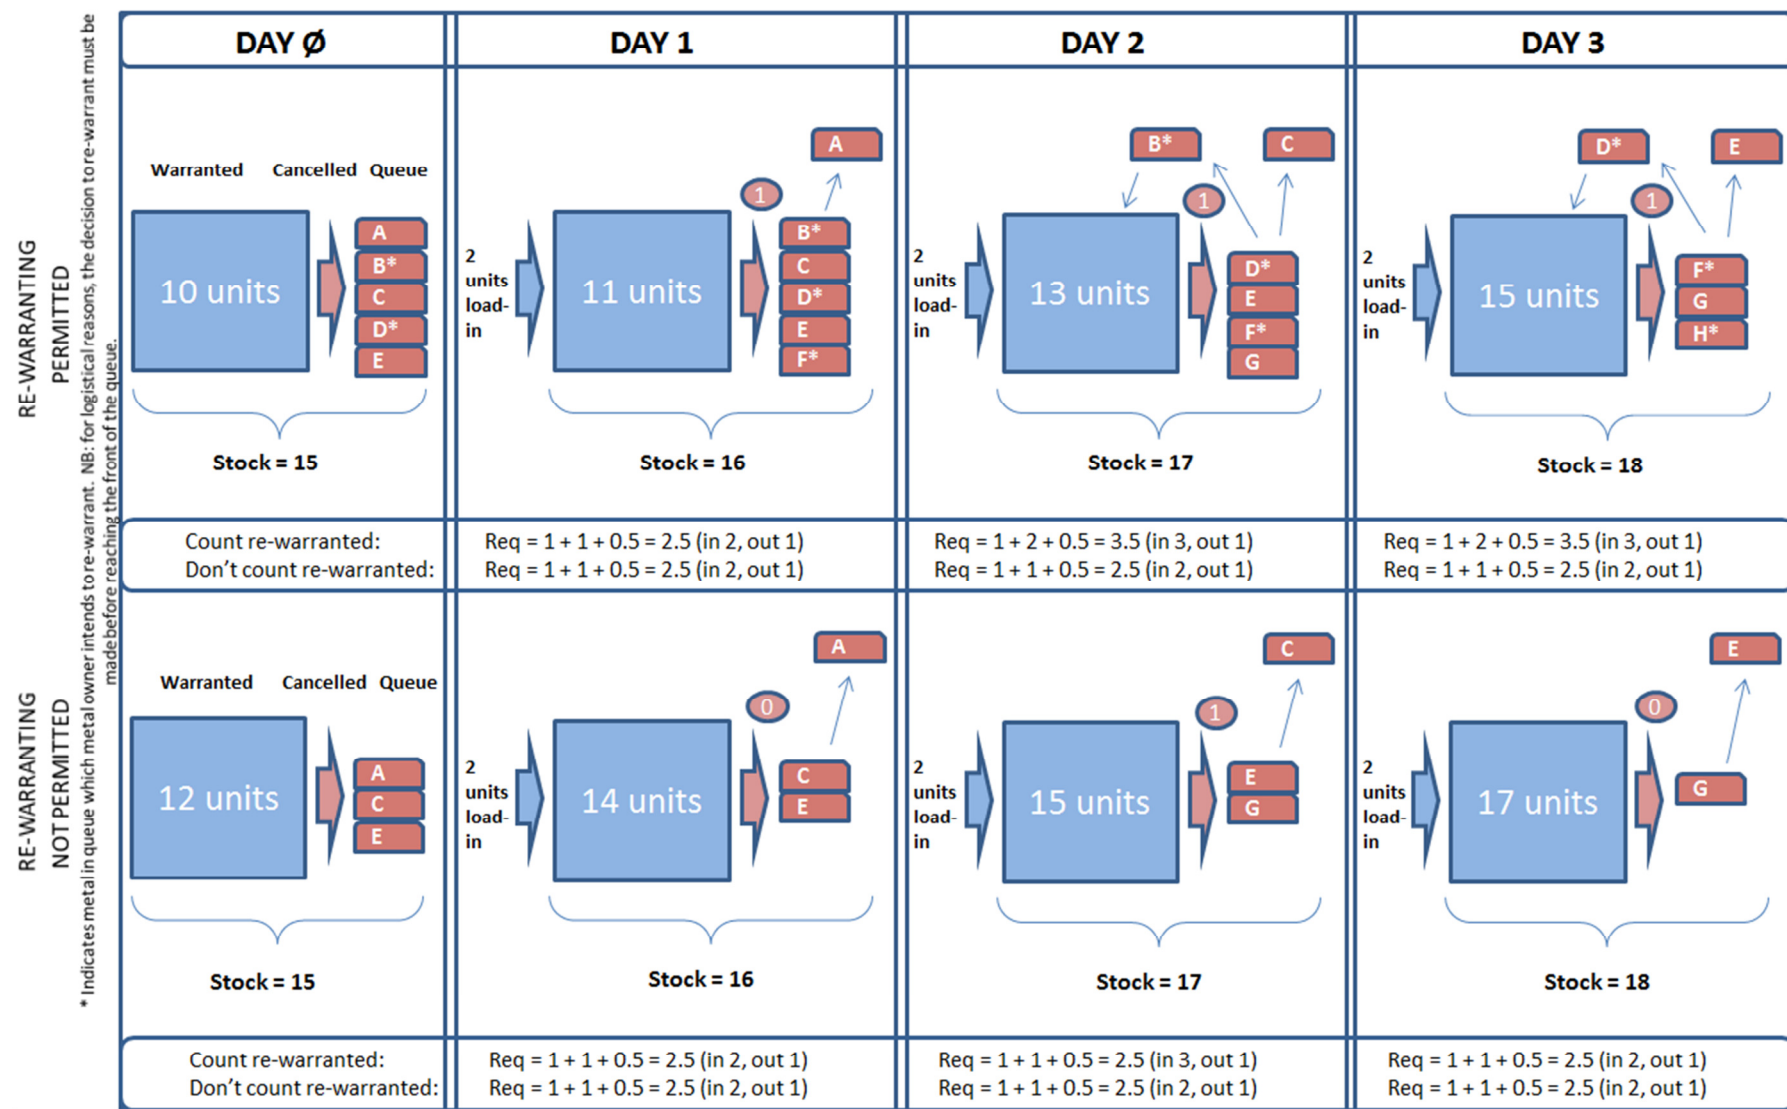 DAY Ø
DAY 1
DAY 2
DAY 3
RE-WARRANTING
PERMITTED
* Indicates metal in queue which metal owner intends to re-warrant. NB: for logistical reasons, the decision to re-warrant must be
made before reaching the front of the queue.
Warranted
Cancelled
Queue
10 units
A
B*
C
D*
E
Stock = 15
2
units
load-
in
11 units
1
A
B*
C
D*
E
F*
Stock = 16
2
units
load-
in
13 units
B*
C
1
D*
E
F*
G
Stock = 17
2
units
load-
in
15 units
D*
E
1
F*
G
H*
Stock = 18
Count re-warranted:
Don't count re-warranted:
Req = 1 + 1 + 0.5 = 2.5 (in 2, out 1)
Req = 1 + 1 + 0.5 = 2.5 (in 2, out 1)
Req = 1 + 2 + 0.5 = 3.5 (in 3, out 1)
Req = 1 + 1 + 0.5 = 2.5 (in 2, out 1)
Req = 1 + 2 + 0.5 = 3.5 (in 3, out 1)
Req = 1 + 1 + 0.5 = 2.5 (in 2, out 1)
RE-WARRANTING
NOT PERMITTED
Warranted
Cancelled
Queue
12 units
A
C
E
Stock = 15
2
units
load-
in
14 units
0
A
C
E
Stock = 16
2
units
load-
in
15 units
1
C
E
G
Stock = 17
2
units
load-
in
17 units
0
E
G
Stock = 18
Count re-warranted:
Don't count re-warranted:
Req = 1 + 1 + 0.5 = 2.5 (in 2, out 1)
Req = 1 + 1 + 0.5 = 2.5 (in 2, out 1)
Req = 1 + 1 + 0.5 = 2.5 (in 3, out 1)
Req = 1 + 1 + 0.5 = 2.5 (in 2, out 1)
Req = 1 + 1 + 0.5 = 2.5 (in 2, out 1)
Req = 1 + 1 + 0.5 = 2.5 (in 2, out 1)